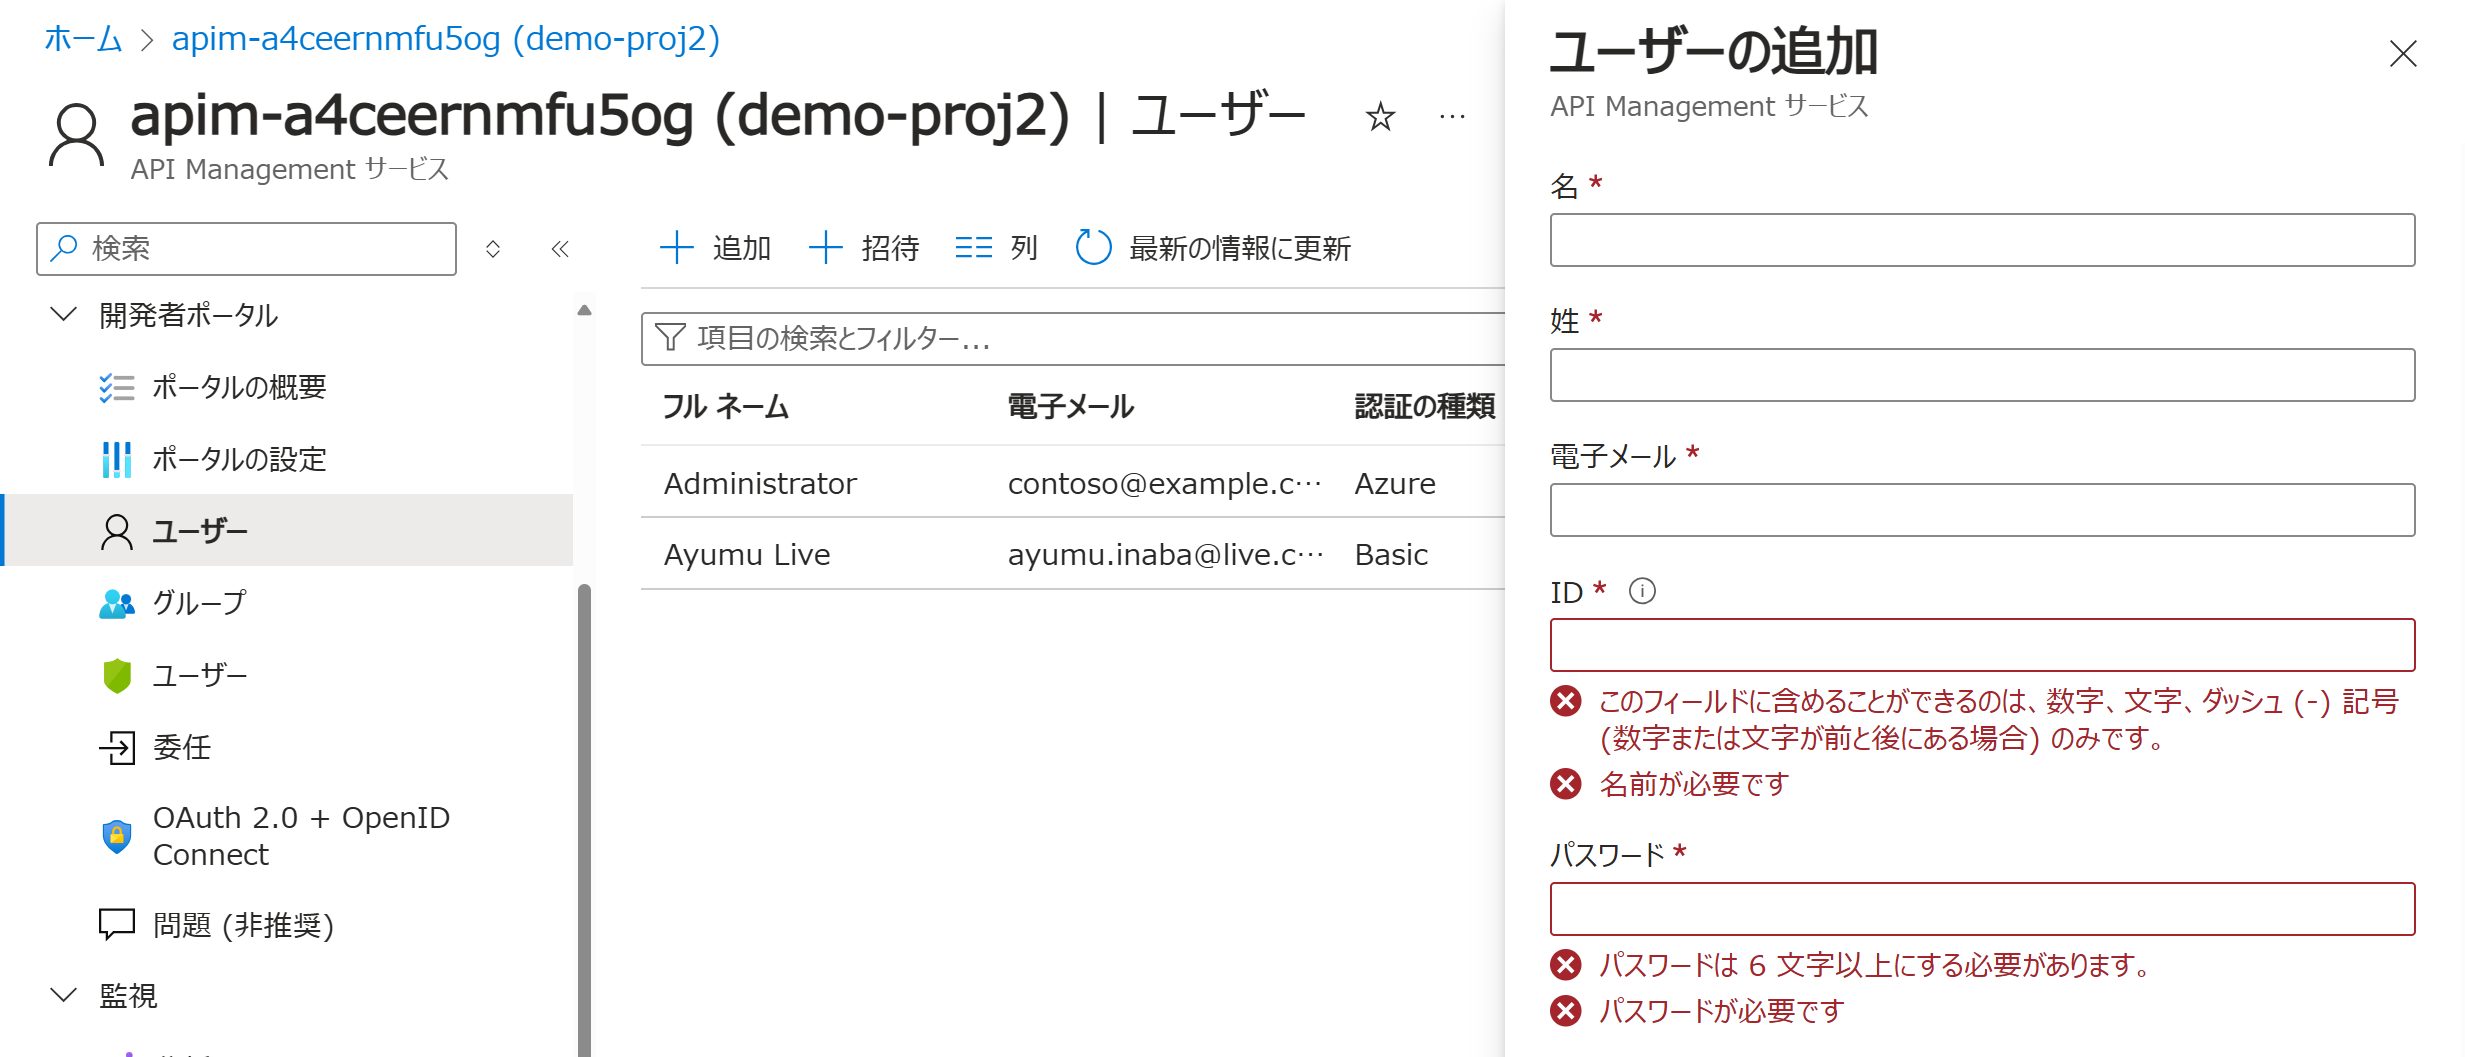 ホーム > apim-a4ceernmfu5og (demo-proj2)
apim-a4ceernmfu5og (demo-proj2) | ユーザー
API Management サービス
検索
開発者ポータル
ポータルの概要
ポータルの設定
ユーザー
グループ
ユーザー
委任
OAuth 2.0 + OpenID
Connect
問題 (非推奨)
監視
追加 招待 列 最新の情報に更新
項目の検索とフィルター...
フル ネーム 電子メール 認証の種類
Administrator contoso@example.c… Azure
Ayumu Live ayumu.inaba@live.c… Basic
ユーザーの追加
API Management サービス
名 *
姓 *
電子メール *
ID *
このフィールドに含めることができるのは、数字、文字、ダッシュ (-) 記号
(数字または文字が前と後にある場合) のみです。
名前が必要です
パスワード *
パスワードは 6 文字以上にする必要があります。
パスワードが必要です